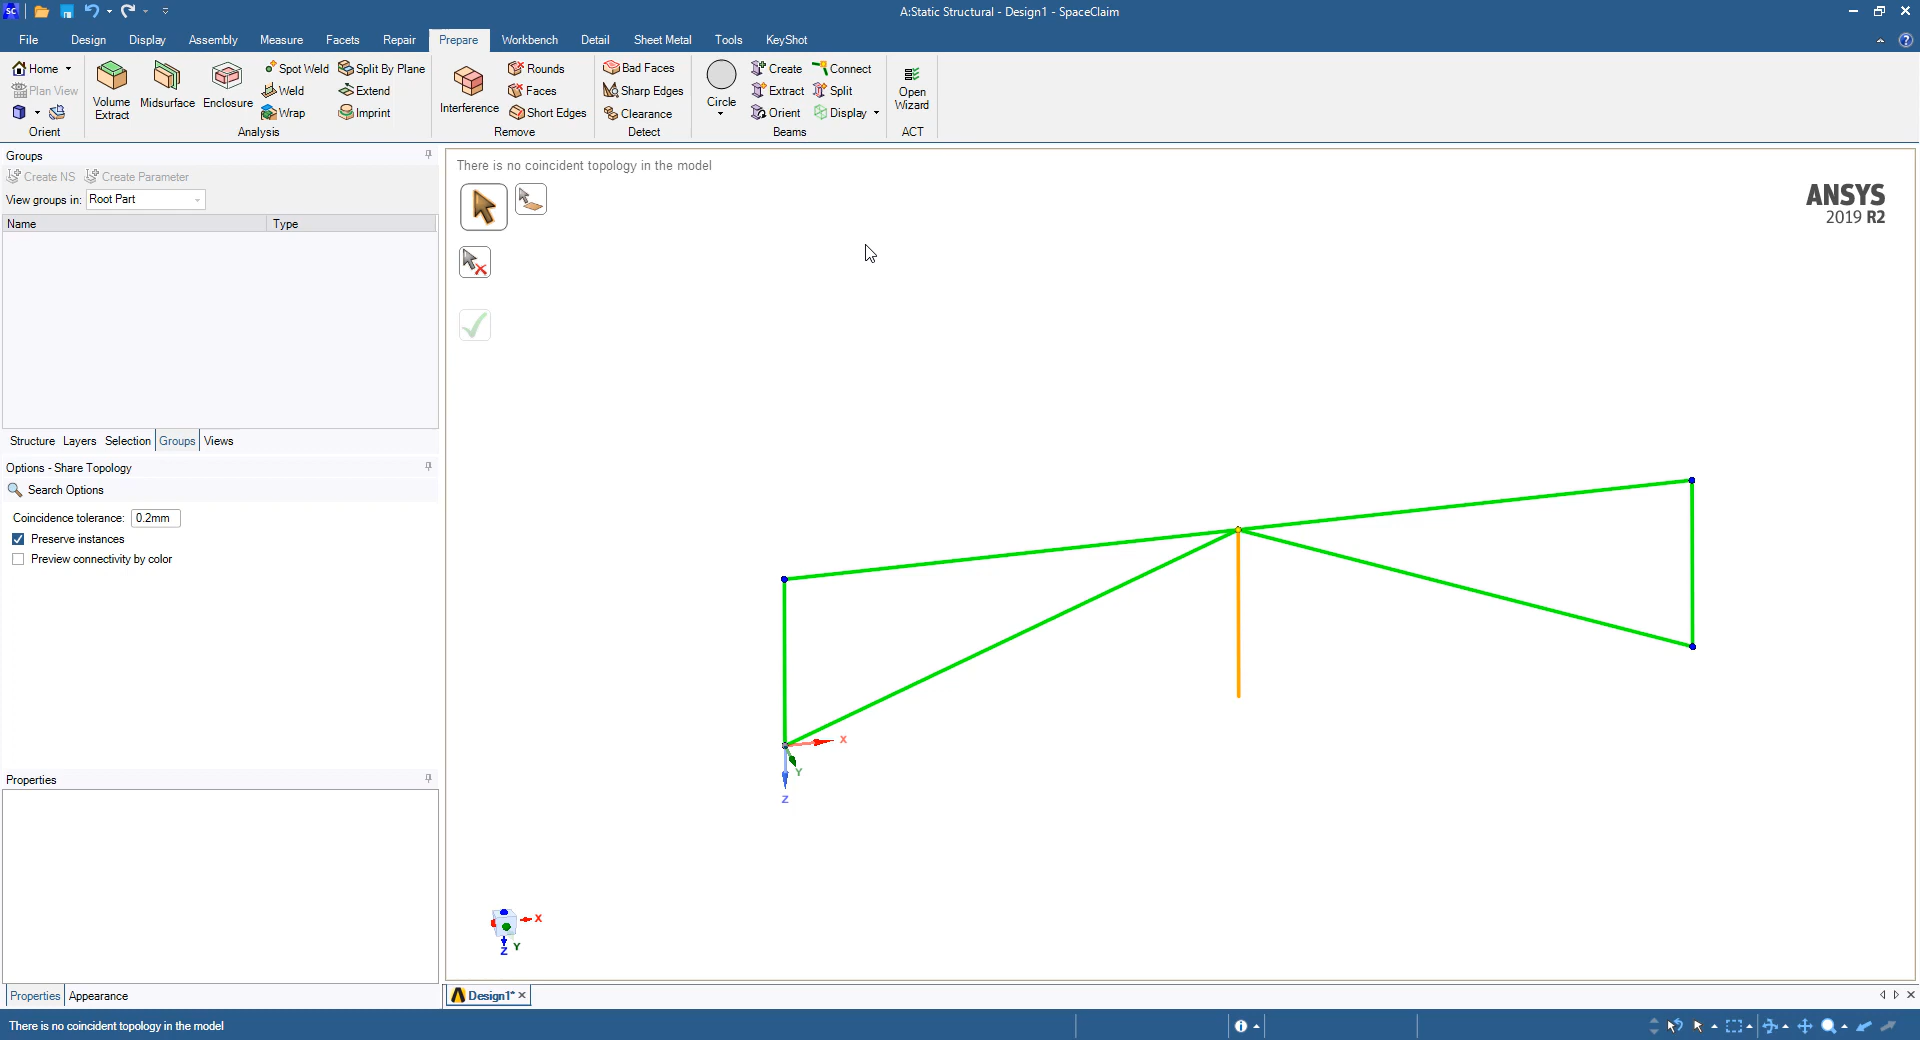 SC
A:Static Structural - Design1 - SpaceClaim
File Design Display Assembly Measure Facets Repair Prepare Workbench Detail Sheet Metal Tools KeyShot
Home
Plan View
Orient
Volume Extract
Midsurface
Enclosure
Spot Weld
Weld
Wrap
Split By Plane
Extend
Imprint
Analysis
Interference
Rounds
Faces
Short Edges
Remove
Bad Faces
Sharp Edges
Clearance
Detect
Circle
Create
Extract
Orient
Connect
Split
Display
Beams
Open Wizard
ACT
Groups
Create NS Create Parameter
View groups in: Root Part
Name Type
Structure Layers Selection Groups Views
Options - Share Topology
Search Options
Coincidence tolerance: 0.2mm
Preserve instances
Preview connectivity by color
Properties
Properties Appearance
There is no coincident topology in the model
ANSYS
2019 R2
X
Y
Z
X
Y
Z
Design1*
There is no coincident topology in the model